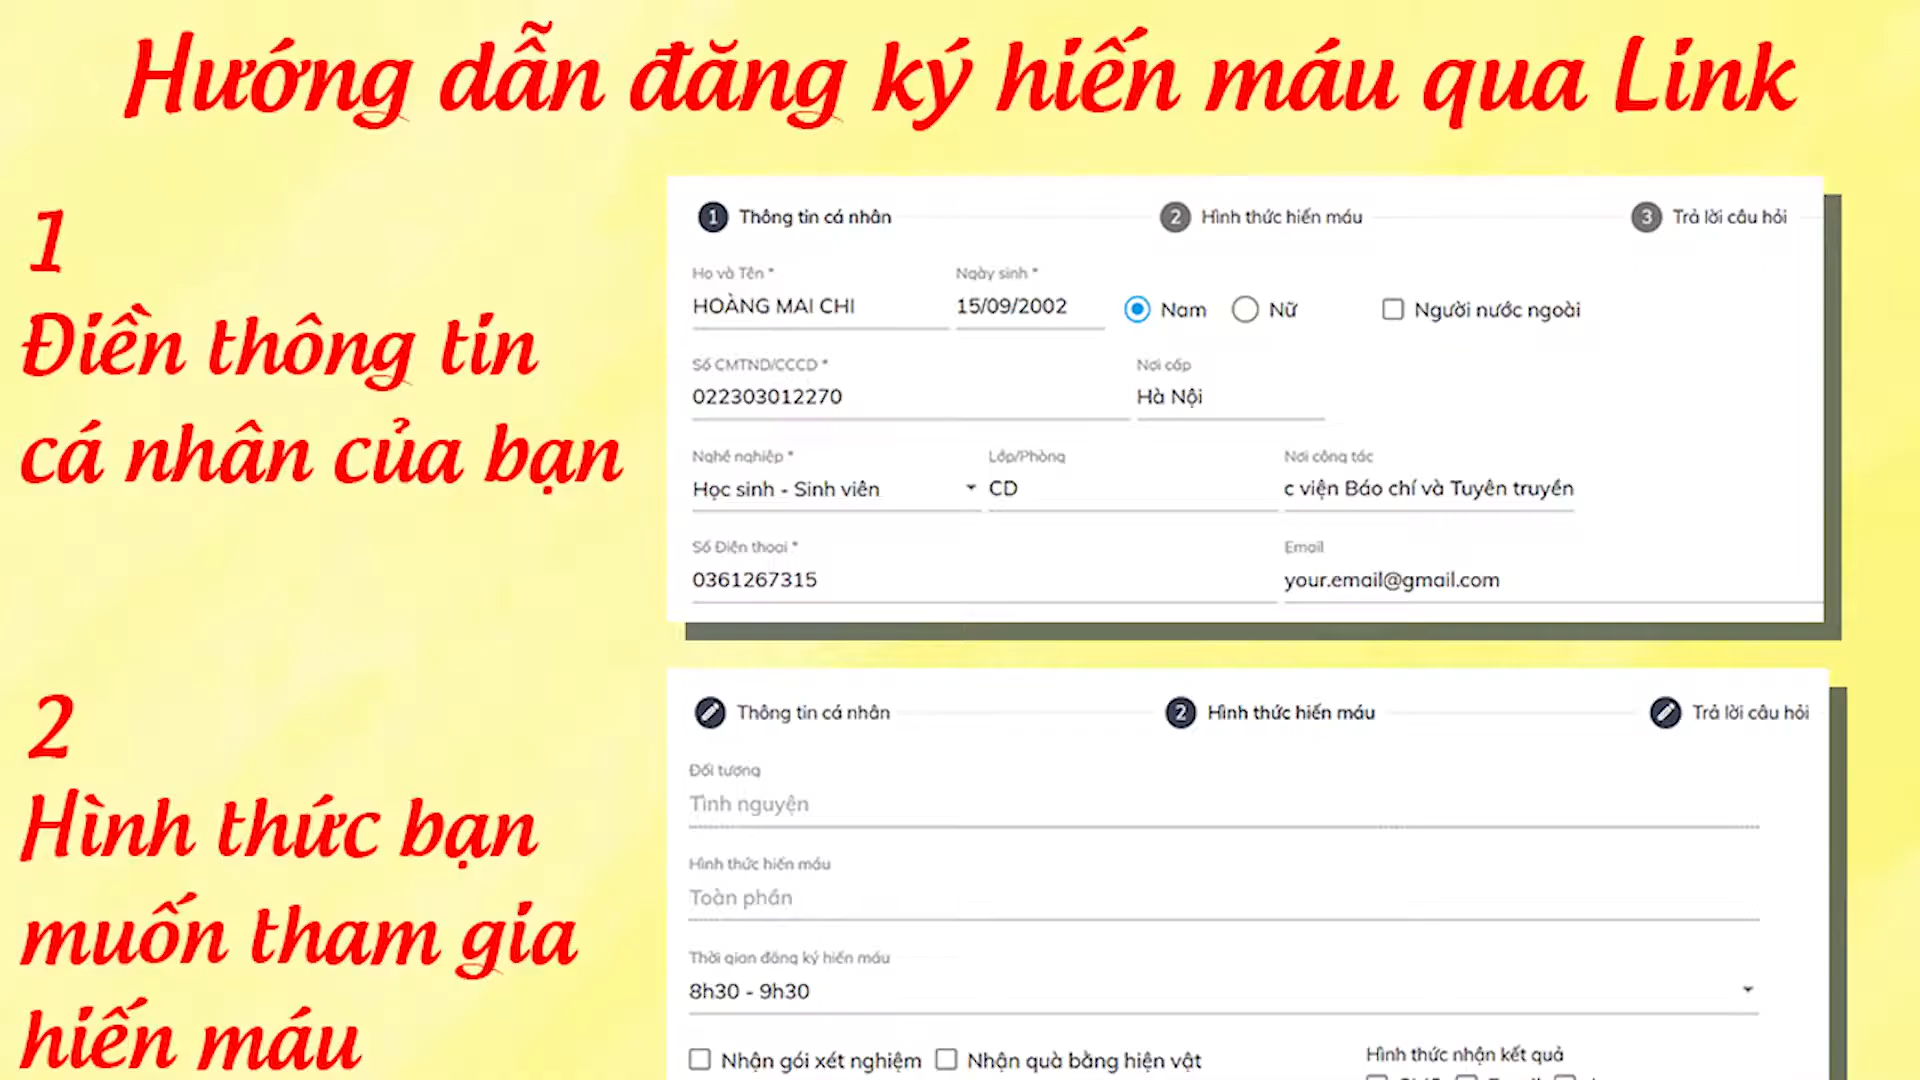 Hướng dẫn đăng ký hiến máu qua Link
1
Điền thông tin
cá nhân của bạn
1 Thông tin cá nhân 2 Hình thức hiến máu 3 Trả lời câu hỏi
Họ và Tên * Ngày sinh *
HOÀNG MAI CHI 15/09/2002 Nam Nữ Người nước ngoài
Số CMTND/CCCD * Nơi cấp
022303012270 Hà Nội
Nghề nghiệp * Lớp/Phòng Nơi công tác
Học sinh - Sinh viên CD c viện Báo chí và Tuyên truyền
Số Điện thoại * Email
0361267315 your.email@gmail.com
2
Hình thức bạn
muốn tham gia
hiến máu
Thông tin cá nhân 2 Hình thức hiến máu Trả lời câu hỏi
Đối tượng
Tình nguyện
Hình thức hiến máu
Toàn phần
Thời gian đăng ký hiến máu
8h30 - 9h30
Nhận gói xét nghiệm Nhận quà bằng hiện vật Hình thức nhận kết quả